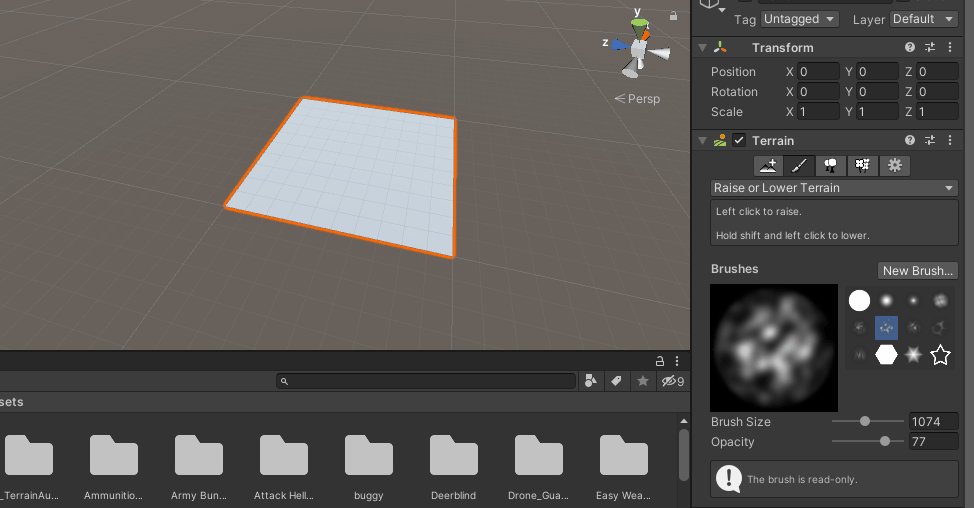 y
z
Persp
9
sets
_TerrainAu...
Ammunitio...
Army Bun...
Attack Hell...
buggy
Deerblind
Drone_Gua...
Easy Wea...
Tag Untagged Layer Default
Transform
Position X 0 Y 0 Z 0
Rotation X 0 Y 0 Z 0
Scale X 1 Y 1 Z 1
Terrain
Raise or Lower Terrain
Left click to raise.
Hold shift and left click to lower.
Brushes New Brush...
Brush Size 1074
Opacity 77
The brush is read-only.